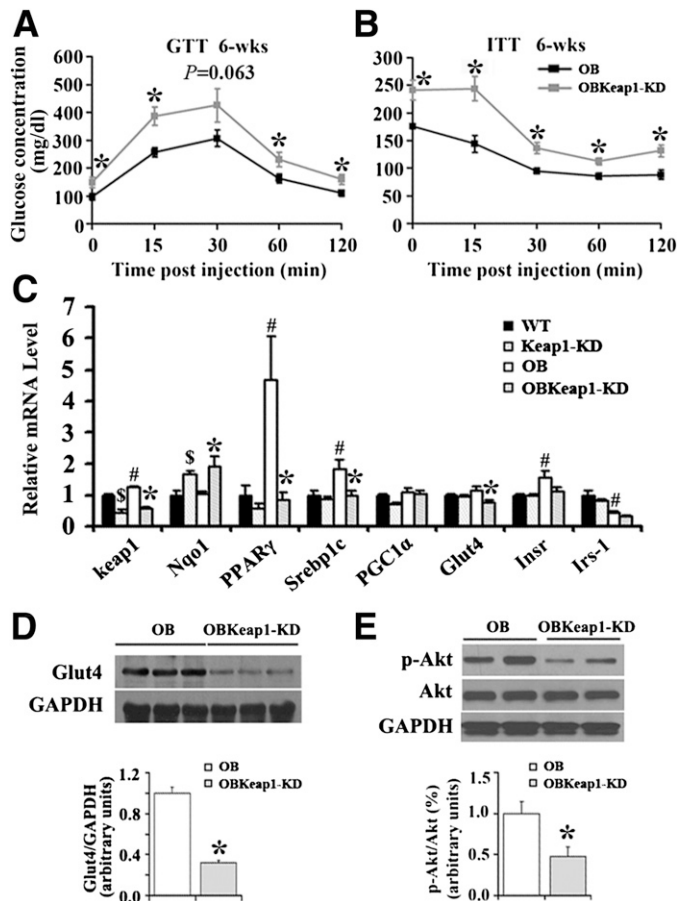 A
GTT 6-wks
P=0.063
*
*
*
*
Glucose concentration
(mg/dl)
600
500
400
300
200
100
0
0 15 30 60 120
Time post injection (min)
B
ITT 6-wks
OB
OBKeap1-KD
*
*
*
*
*
300
250
200
150
100
50
0
0 15 30 60 120
Time post injection (min)
C
Relative mRNA Level
7
6
5
4
3
2
1
0
WT
Keap1-KD
OB
OBKeap1-KD
$ # *
$ *
# *
# *
*
#
#
keap1 Nqo1 PPARγ Srebp1c PGC1α Glut4 Insr Irs-1
D
OB OBKeap1-KD
Glut4
GAPDH
OB
OBKeap1-KD
Glut4/GAPDH
(arbitrary units)
1.2
0.8
0.4
0.0
*
E
OB OBKeap1-KD
p-Akt
Akt
GAPDH
OB
OBKeap1-KD
p-Akt/Akt (%)
(arbitrary units)
1.5
1.0
0.5
0.0
*